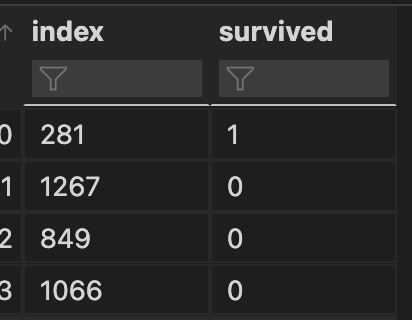 ↑ index survived
0 281 1
1 1267 0
2 849 0
3 1066 0